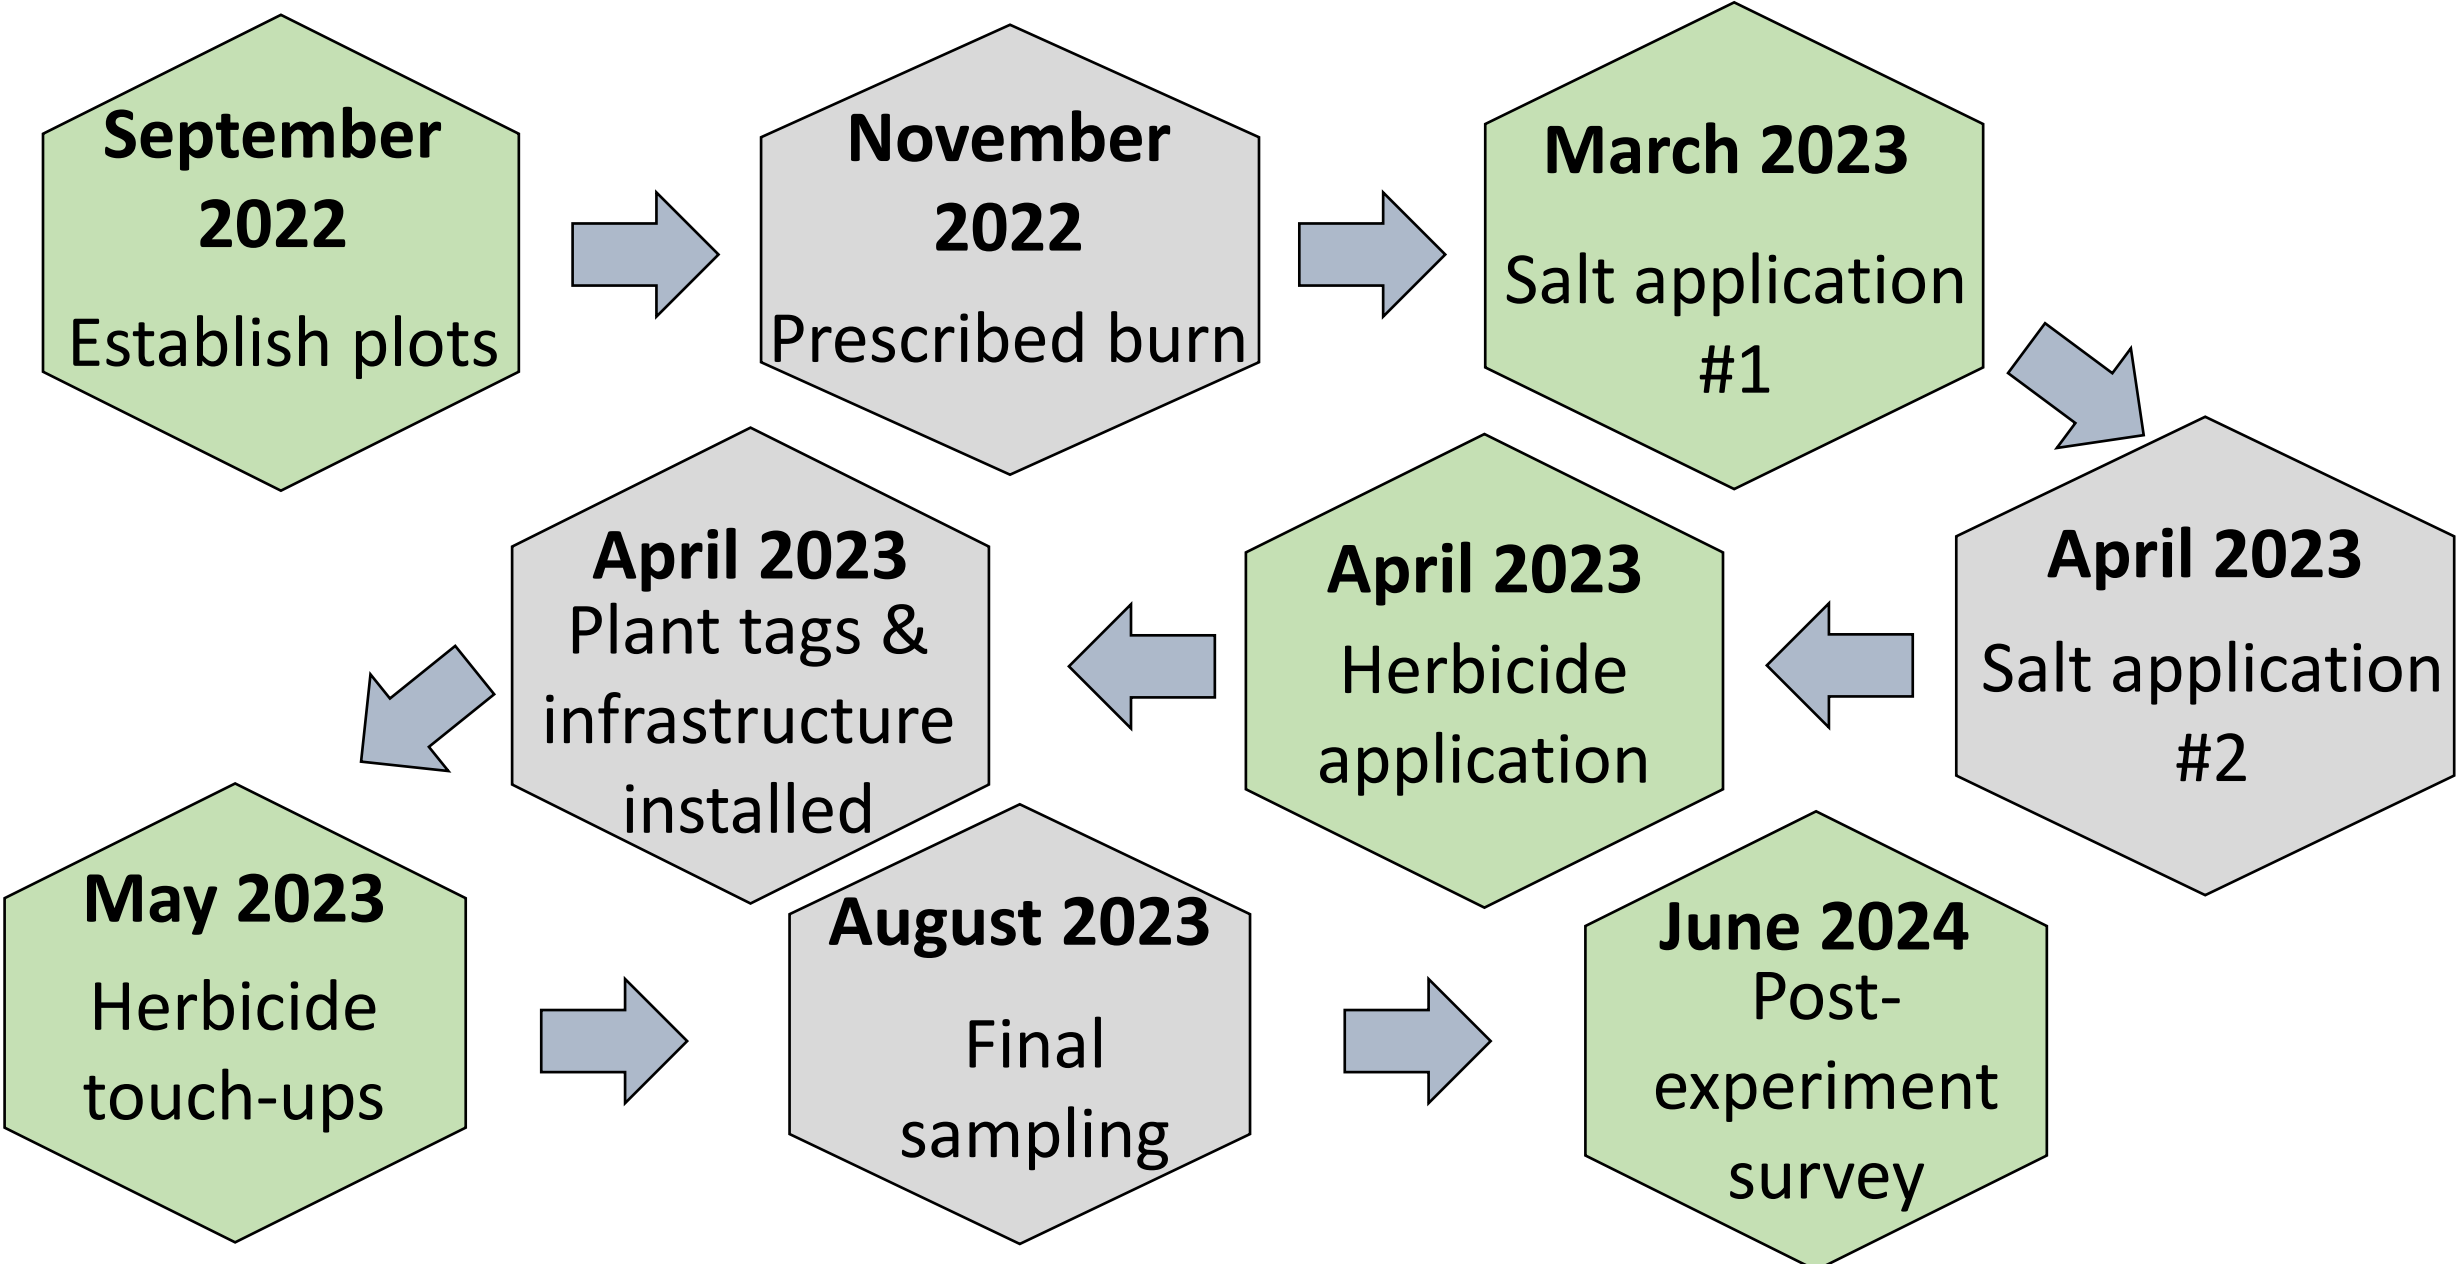 September
2022
Establish plots
November
2022
Prescribed burn
March 2023
Salt application
#1
April 2023
Salt application
#2
April 2023
Herbicide
application
April 2023
Plant tags &
infrastructure
installed
May 2023
Herbicide
touch-ups
August 2023
Final
sampling
June 2024
Post-
experiment
survey